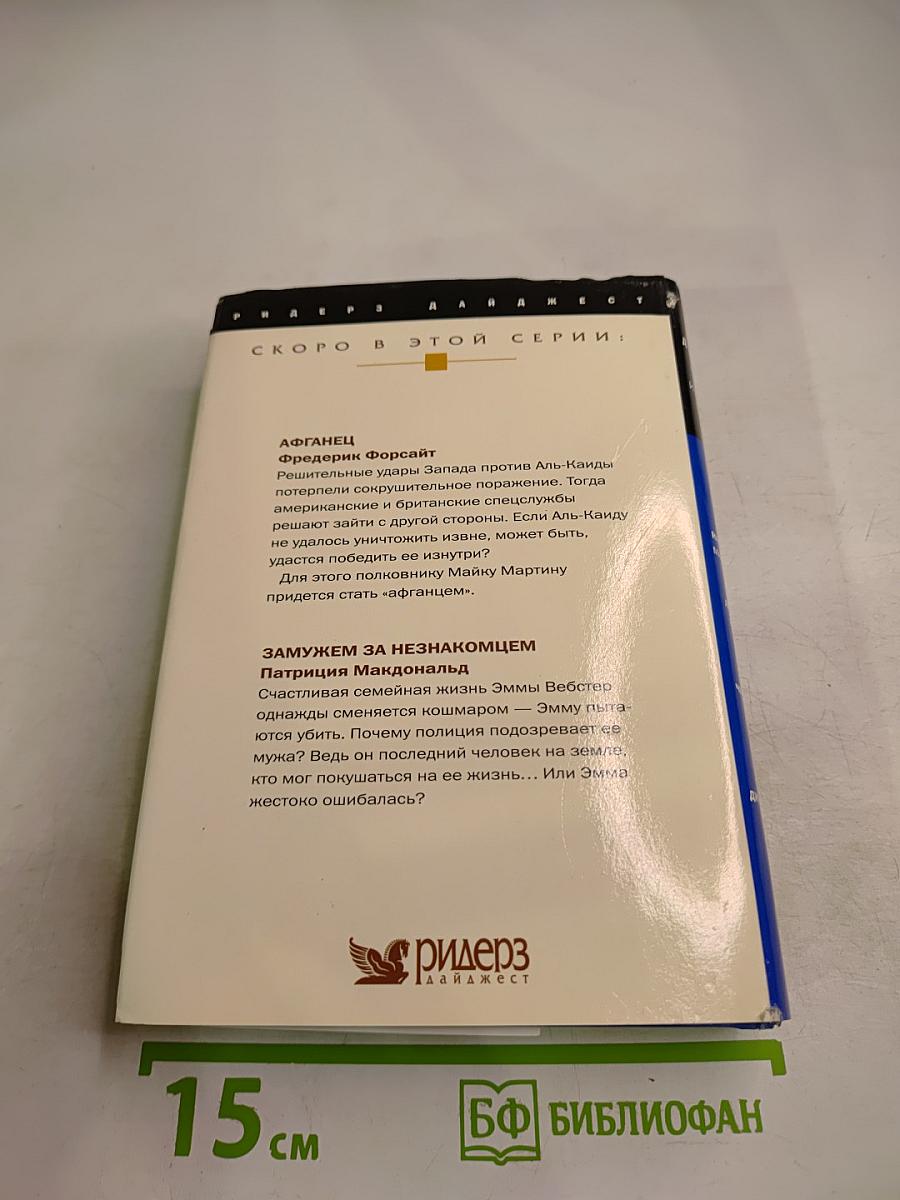 РИДЕРЗ ДАЙДЖЕСТ
СКОРО В ЭТОЙ СЕРИИ:
АФГАНЕЦ
Фредерик Форсайт
Решительные удары Запада против Аль-Каиды
потерпели сокрушительное поражение. Тогда
американские и британские спецслужбы
решают зайти с другой стороны. Если Аль-Каиду
не удалось уничтожить извне, может быть,
удастся победить ее изнутри?
Для этого полковнику Майку Мартину
придется стать «афганцем».
ЗАМУЖЕМ ЗА НЕЗНАКОМЦЕМ
Патриция Макдональд
Счастливая семейная жизнь Эммы Вебстер
однажды сменяется кошмаром — Эмму пыта-
ются убить. Почему полиция подозревает ее
мужа? Ведь он последний человек на земле,
кто мог покушаться на ее жизнь... Или Эмма
жестоко ошибалась?
ридерз
дайджест
15 см
БФ БИБЛИОФАН